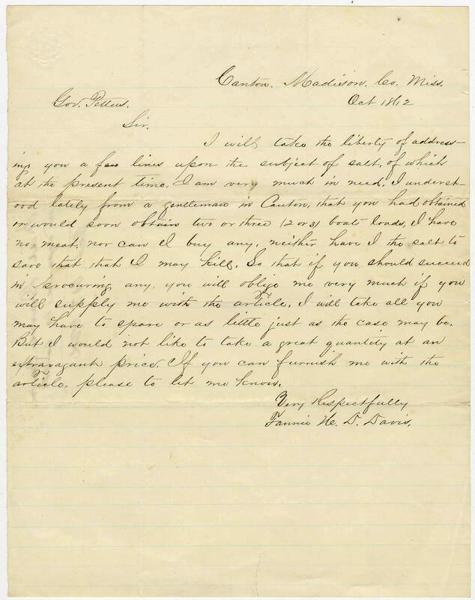 Canton, Madison, Co, Miss.
Oct 1862
Gov. Pettus,
Sir.
I will take the liberty of address-
ing you a few lines upon the subject of salt, of which
at the present time, I am very much in need, I underst-
ood lately from a gentleman in Canton, that you had obtained
or would soon obtain two or three (2 or 3) boat loads, I have
no meat, nor can I buy any, neither have I the salt to
save that that I may kill. So that if you should succeed
in procuring any you will oblige me very much if you
will supply me with the article, I will take all you
may have to spare or as little just as the case may be.
But I would not like to take a great quantity at an
extravagant price. If you can furnish me with the
article, please to let me know.
Very Respectfully
Fannie H. D. Davis.